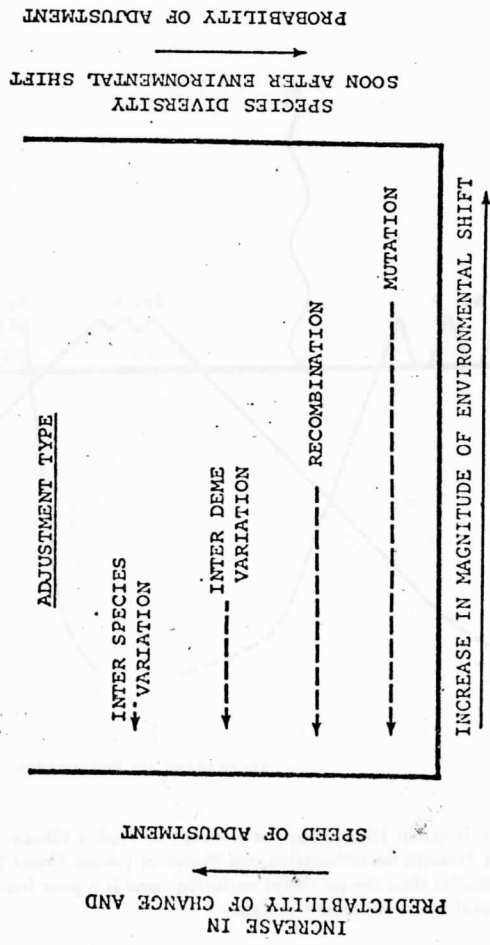 INCREASE IN
PREDICTABILITY OF CHANGE AND
SPEED OF ADJUSTMENT
ADJUSTMENT TYPE
INTER SPECIES
VARIATION
INTER DEME
VARIATION
RECOMBINATION
MUTATION
INCREASE IN MAGNITUDE OF ENVIRONMENTAL SHIFT
SPECIES DIVERSITY
SOON AFTER ENVIRONMENTAL SHIFT
PROBABILITY OF ADJUSTMENT